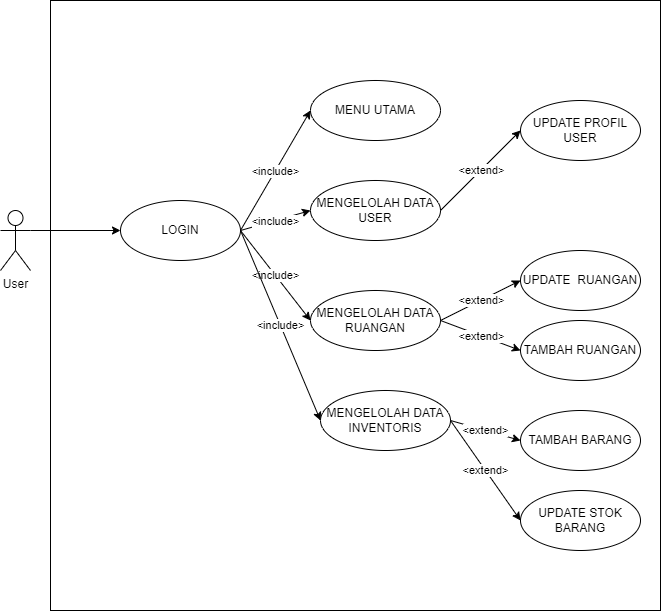 MENU UTAMA
UPDATE PROFIL
USER
<include>
<extend>
MENGELOLAH DATA
USER
<include>
LOGIN
User
<include>
UPDATE RUANGAN
<extend>
MENGELOLAH DATA
RUANGAN
<include>
<extend>
TAMBAH RUANGAN
MENGELOLAH DATA
INVENTORIS
<extend>
TAMBAH BARANG
<extend>
UPDATE STOK
BARANG